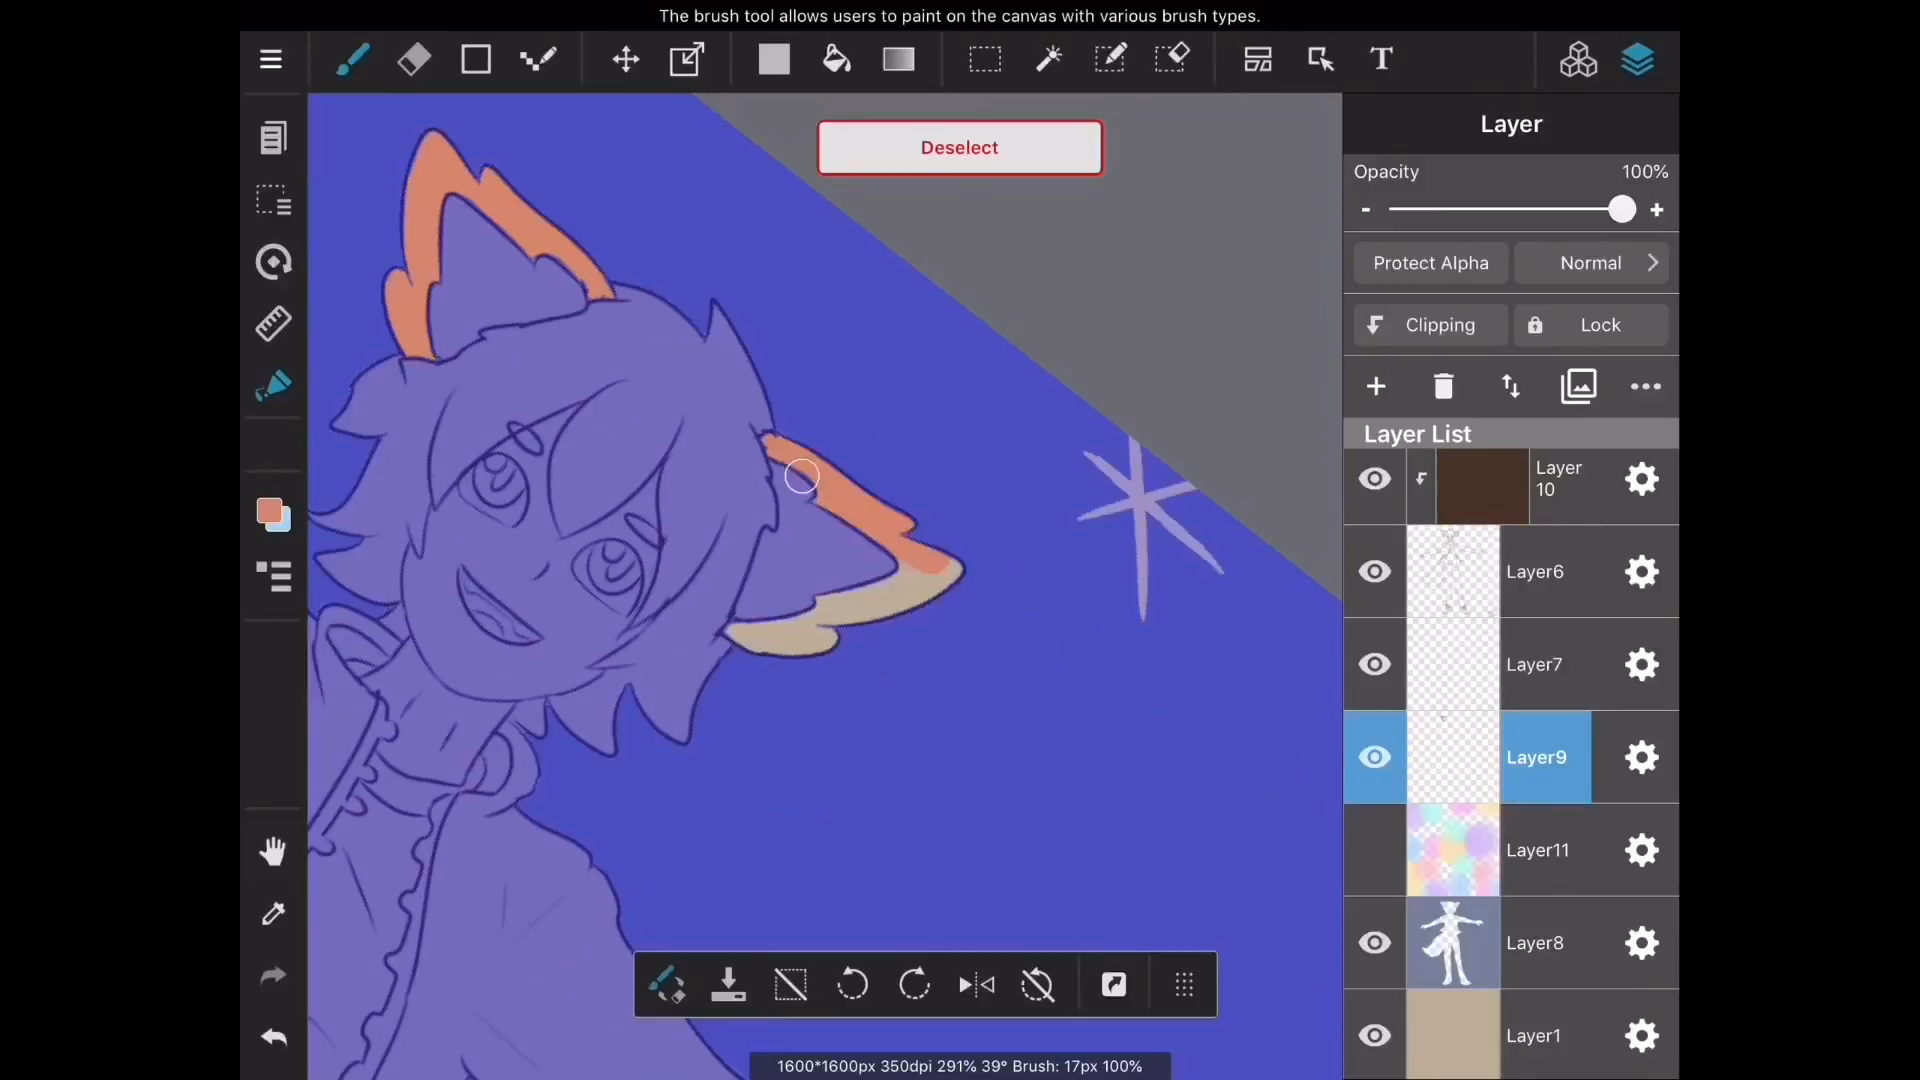 The brush tool allows users to paint on the canvas with various brush types.
T
Deselect
Layer
Opacity 100%
- +
Protect Alpha Normal
Clipping Lock
Layer List
Layer
10
Layer6
Layer7
Layer9
Layer11
Layer8
Layer1
1600*1600px 350dpi 291% 39° Brush: 17px 100%